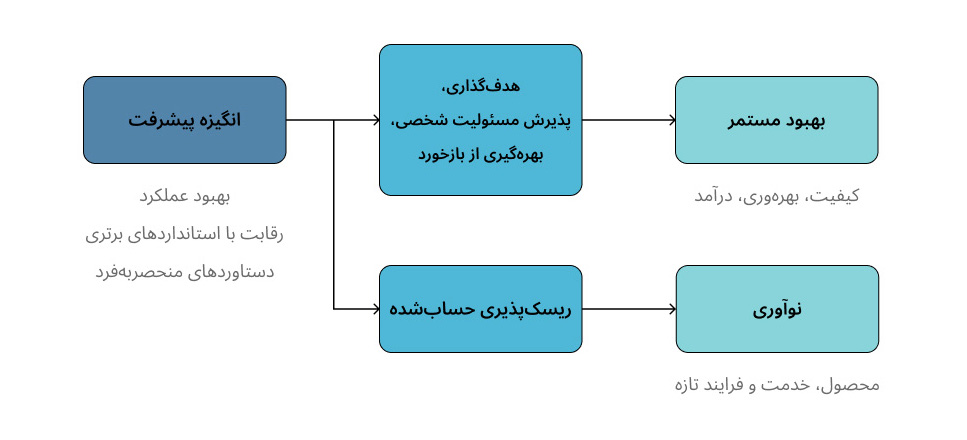 انگیزه پیشرفت
بهبود عملکرد
رقابت با استانداردهای برتری
دستاوردهای منحصربه‌فرد
هدف‌گذاری،
پذیرش مسئولیت شخصی،
بهره‌گیری از بازخورد
بهبود مستمر
کیفیت، بهره‌وری، درآمد
ریسک‌پذیری حساب‌شده
نوآوری
محصول، خدمت و فرایند تازه